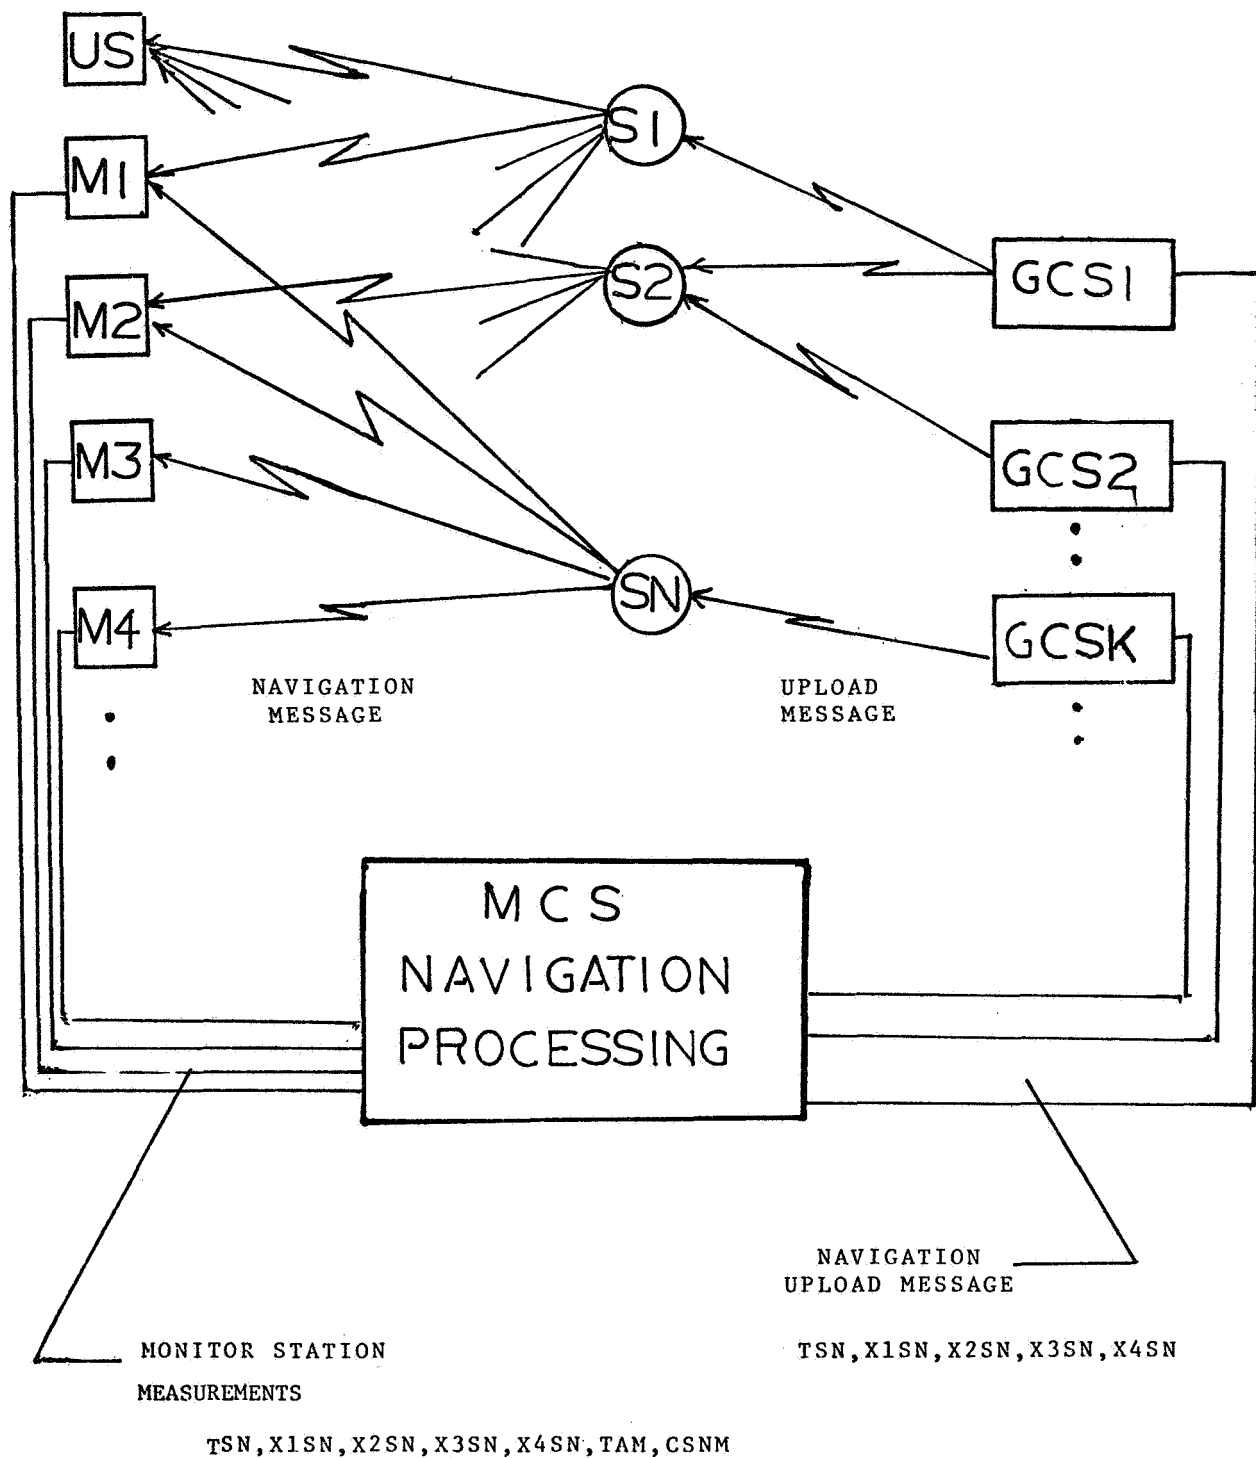 US
S1
M1
GCS1
S2
M2
GCS2
M3
SN
M4
GCSK
NAVIGATION
MESSAGE
UPLOAD
MESSAGE
MCS
NAVIGATION
PROCESSING
NAVIGATION
UPLOAD MESSAGE
TSN,X1SN,X2SN,X3SN,X4SN
MONITOR STATION
MEASUREMENTS
TSN,X1SN,X2SN,X3SN,X4SN,TAM,CSNM